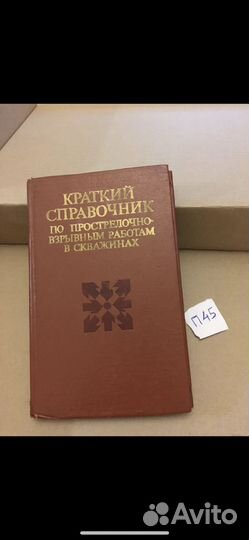 КРАТКИЙ
СПРАВОЧНИК
ПО ПРОСТРЕЛОЧНО-
ВЗРЫВНЫМ РАБОТАМ
В СКВАЖИНАХ
П45
Avito